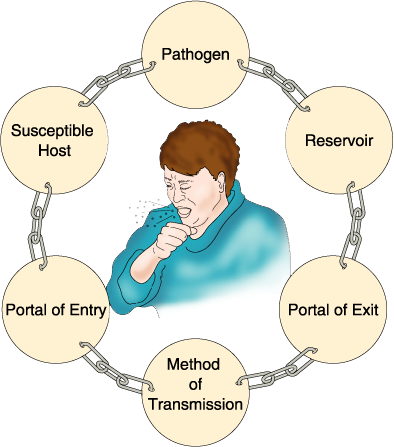 Pathogen
Reservoir
Portal of Exit
Method
of
Transmission
Portal of Entry
Susceptible
Host